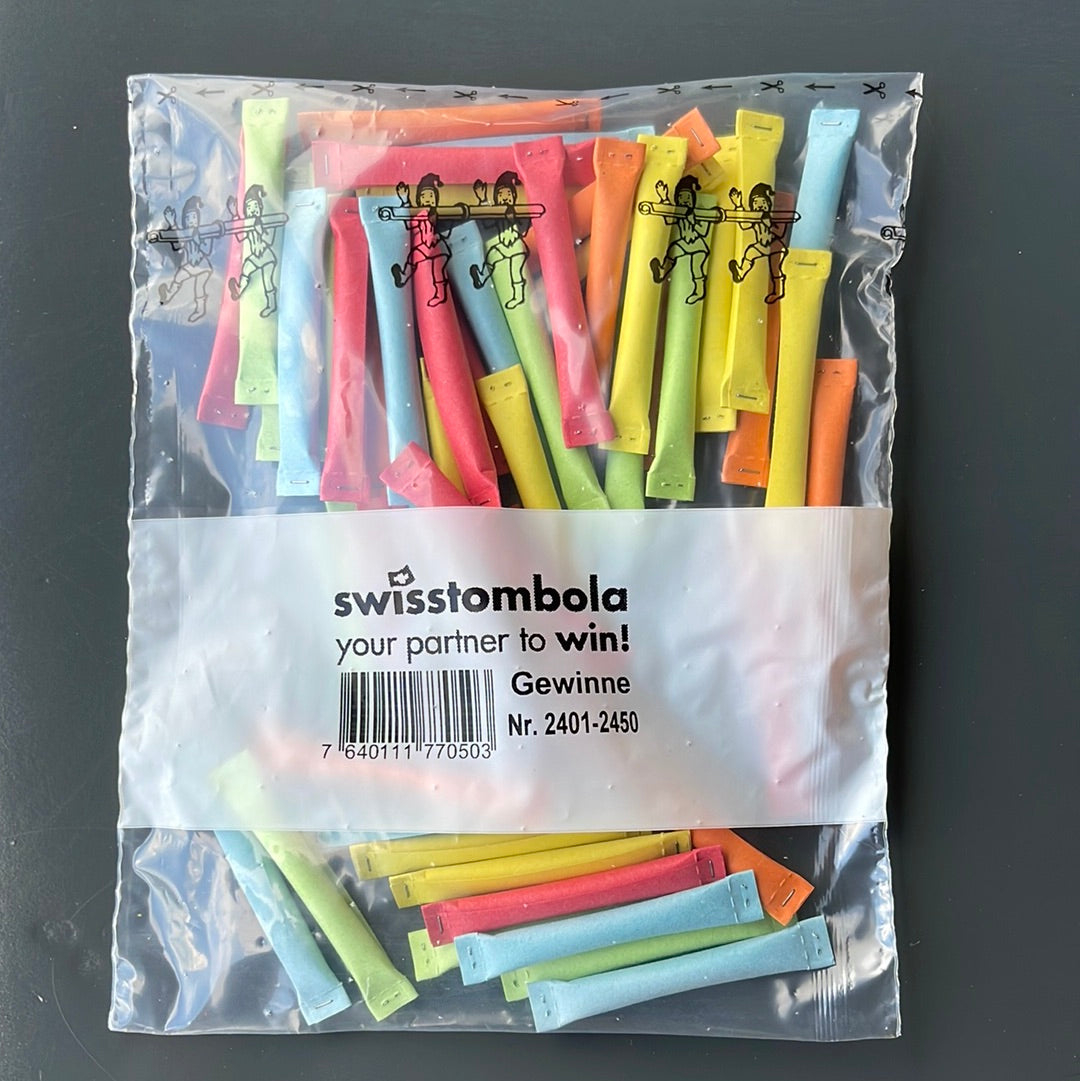 swisstombola
your partner to win!
Gewinne
Nr. 2401-2450
7 640111 770503